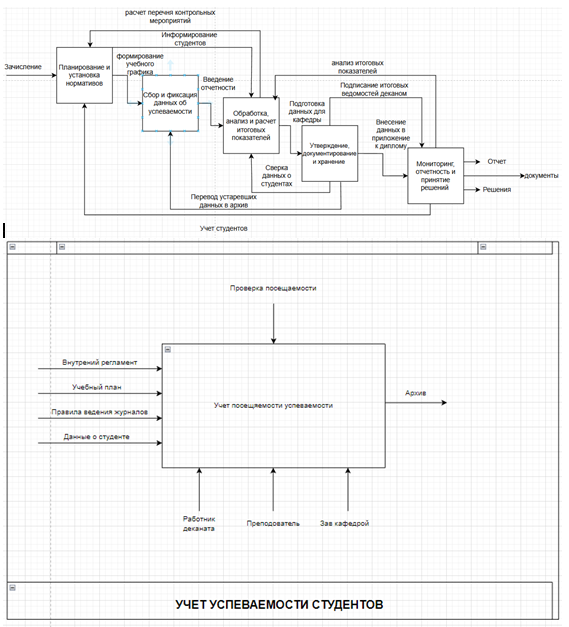 расчет перечня контрольных
мероприятий
Информирование
студентов
Зачисление
Планирование и
установка
нормативов
формирование
учебного
графика
Сбор и фиксация
данных об
успеваемости
Введение
отчетности
Обработка,
анализ и расчет
итоговых
показателей
Подготовка
данных для
кафедры
анализ итоговых
показателей
Подписание итоговых
ведомостей деканом
Утверждение,
документирование
и хранение
Внесение
данных в
приложение
к диплому
Мониторинг,
отчетность и
принятие
решений
Отчет
документы
Решения
Сверка
данных о
студентах
Перевод устаревших
данных в архив
Учет студентов
Проверка посещаемости
Внутрений регламент
Учебный план
Правила ведения журналов
Данные о студенте
Учет посещяемости успеваемости
Архив
Работник
деканата
Преподователь
Зав кафедрой
УЧЕТ УСПЕВАЕМОСТИ СТУДЕНТОВ